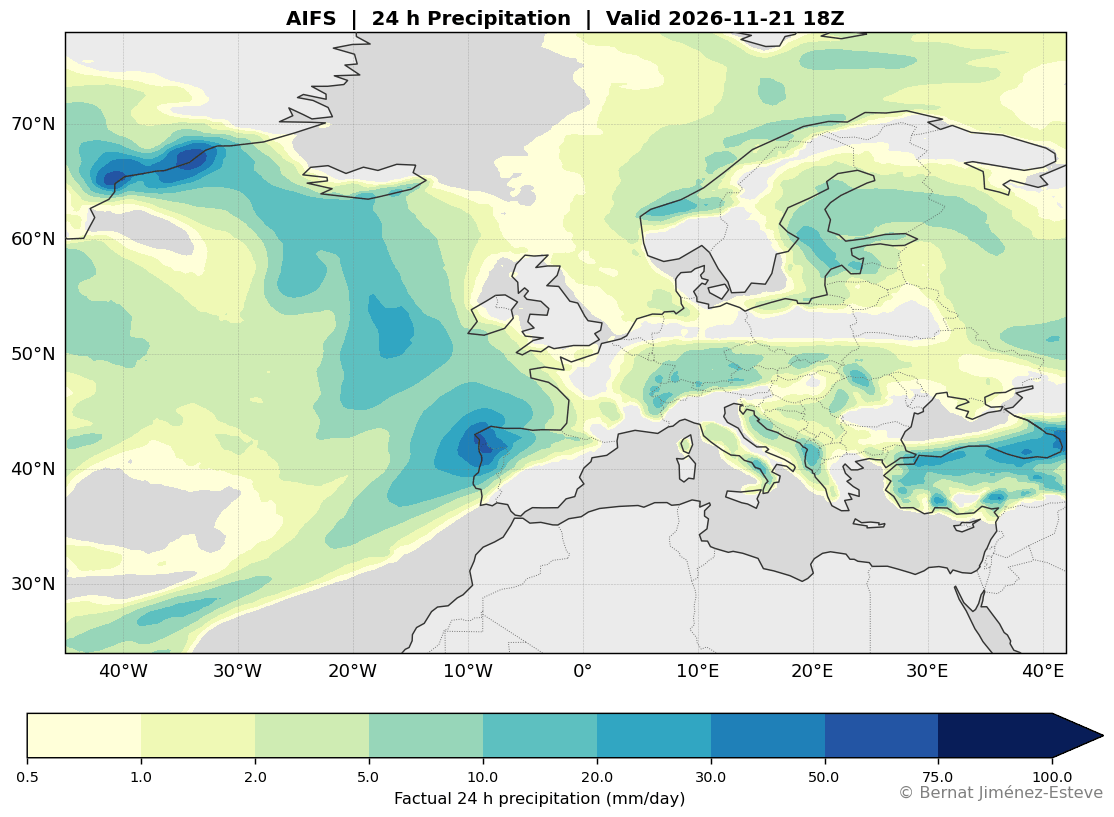 AIFS | 24 h Precipitation | Valid 2026-11-21 18Z
70°N
60°N
50°N
40°N
30°N
40°W 30°W 20°W 10°W 0° 10°E 20°E 30°E 40°E
0.5 1.0 2.0 5.0 10.0 20.0 30.0 50.0 75.0 100.0
Factual 24 h precipitation (mm/day)
© Bernat Jiménez-Esteve